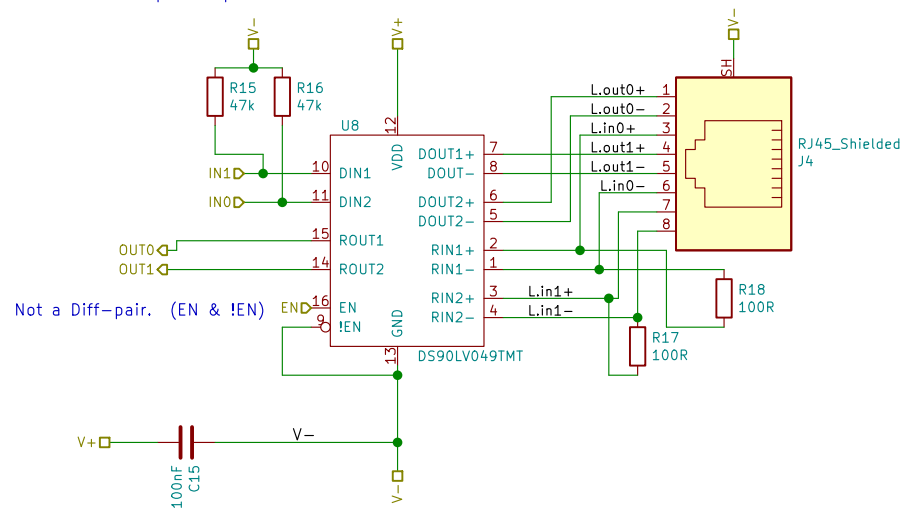 V-
V+
V-
R15
47k
R16
47k
U8
12
VDD
SH
L.out0+
1
L.out0-
2
L.in0+
3
L.out1+
4
L.out1-
5
L.in0-
6
7
8
RJ45_Shielded
J4
IN1
10
DIN1
DOUT1+
7
DOUT-
8
IN0
11
DIN2
DOUT2+
6
DOUT2-
5
OUT0
15
ROUT1
RIN1+
2
OUT1
14
ROUT2
RIN1-
1
Not a Diff-pair. (EN & !EN)
EN
16
EN
RIN2+
3
L.in1+
9
!EN
GND
RIN2-
4
L.in1-
R18
100R
R17
100R
13
DS90LV049TMT
V+
100nF
C15
V-
V-